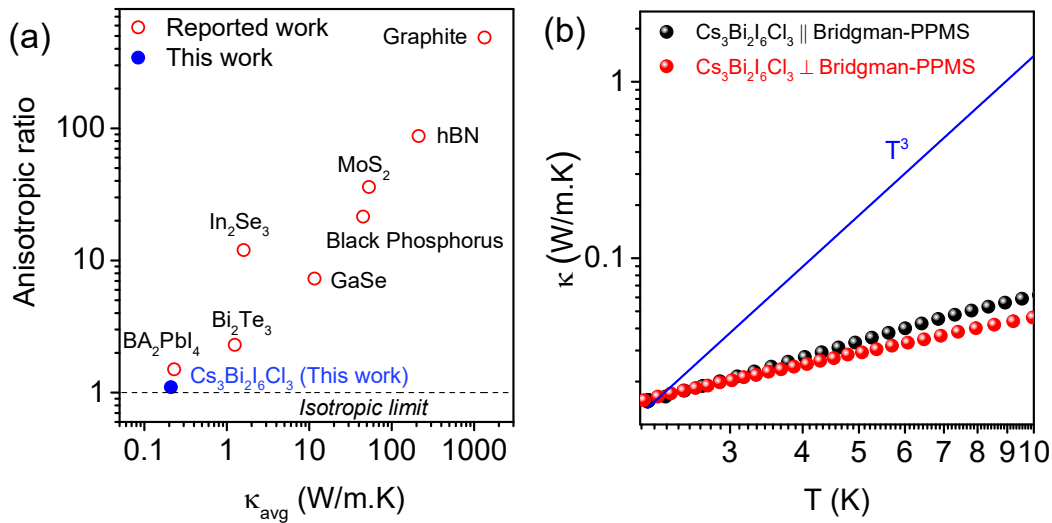 (a)
Reported work
This work
Graphite
hBN
MoS₂
Black Phosphorus
In₂Se₃
GaSe
Bi₂Te₃
BA₂PbI₄
Cs₃Bi₂I₆Cl₃ (This work)
Isotropic limit
100
10
1
Anisotropic ratio
0.1 1 10 100 1000
κavg (W/m.K)
(b)
Cs₃Bi₂I₆Cl₃ || Bridgman-PPMS
Cs₃Bi₂I₆Cl₃ ⊥ Bridgman-PPMS
T³
1
0.1
κ (W/m.K)
3 4 5 6 7 8 9 10
T (K)